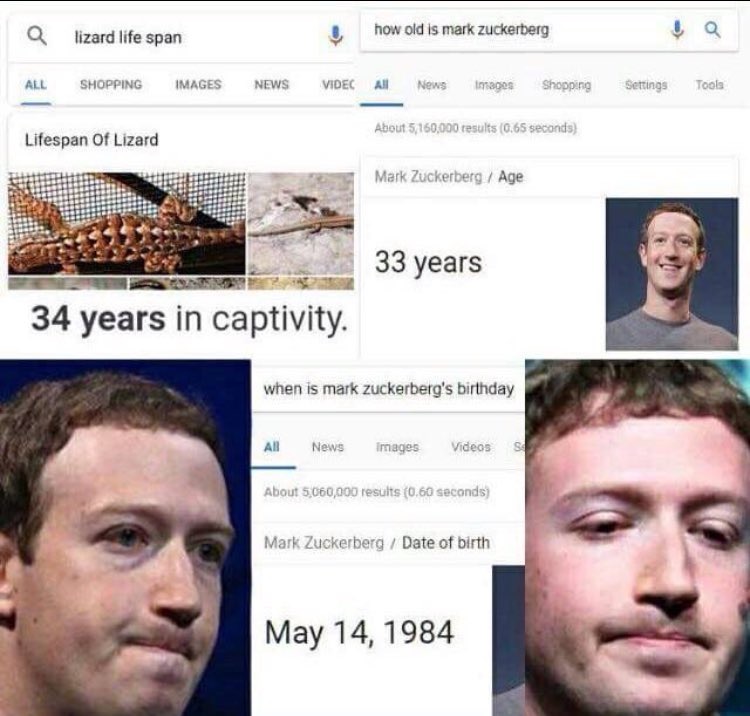 lizard life span
ALL SHOPPING IMAGES NEWS VIDEC
Lifespan Of Lizard
34 years in captivity.
how old is mark zuckerberg
All News Images Shopping Settings Tools
About 5,160,000 results (0.65 seconds)
Mark Zuckerberg / Age
33 years
when is mark zuckerberg's birthday
All News Images Videos S
About 5,060,000 results (0.60 seconds)
Mark Zuckerberg / Date of birth
May 14, 1984